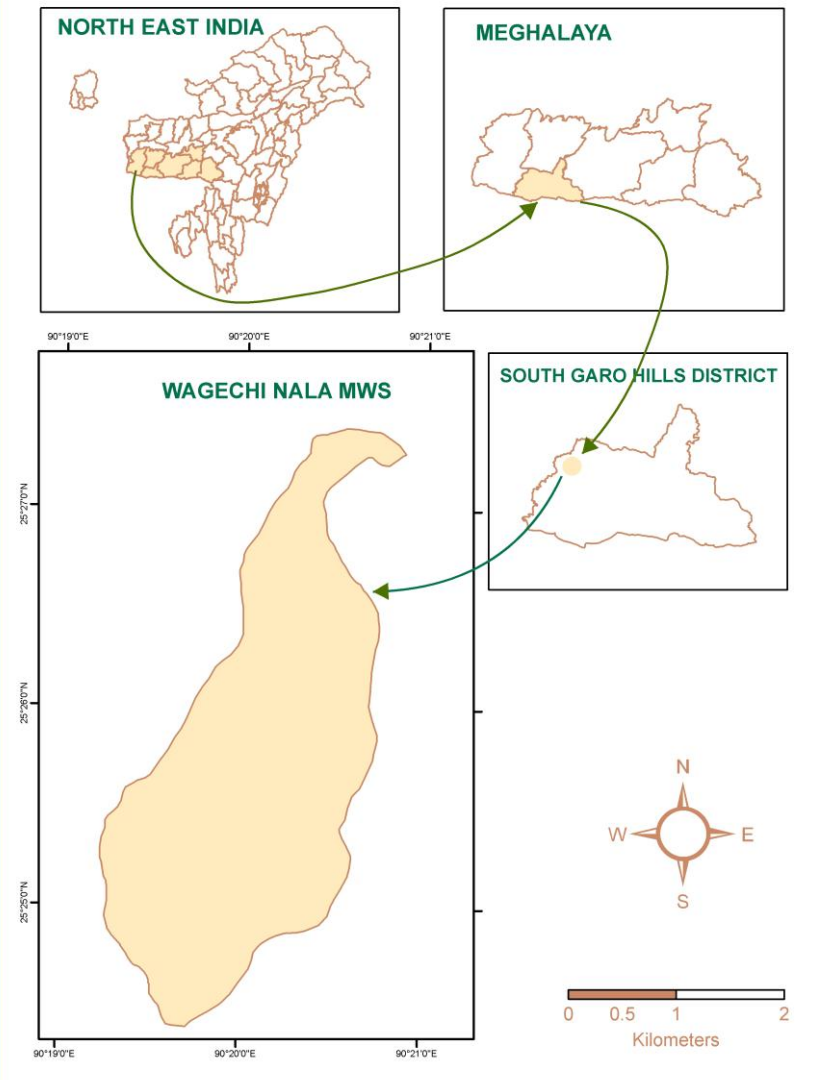 NORTH EAST INDIA
MEGHALAYA
90°19'0"E
90°20'0"E
90°21'0"E
WAGECHI NALA MWS
SOUTH GARO HILLS DISTRICT
25°27'0"N
25°26'0"N
25°25'0"N
N
W
E
S
0 0.5 1 2
Kilometers
90°19'0"E
90°20'0"E
90°21'0"E